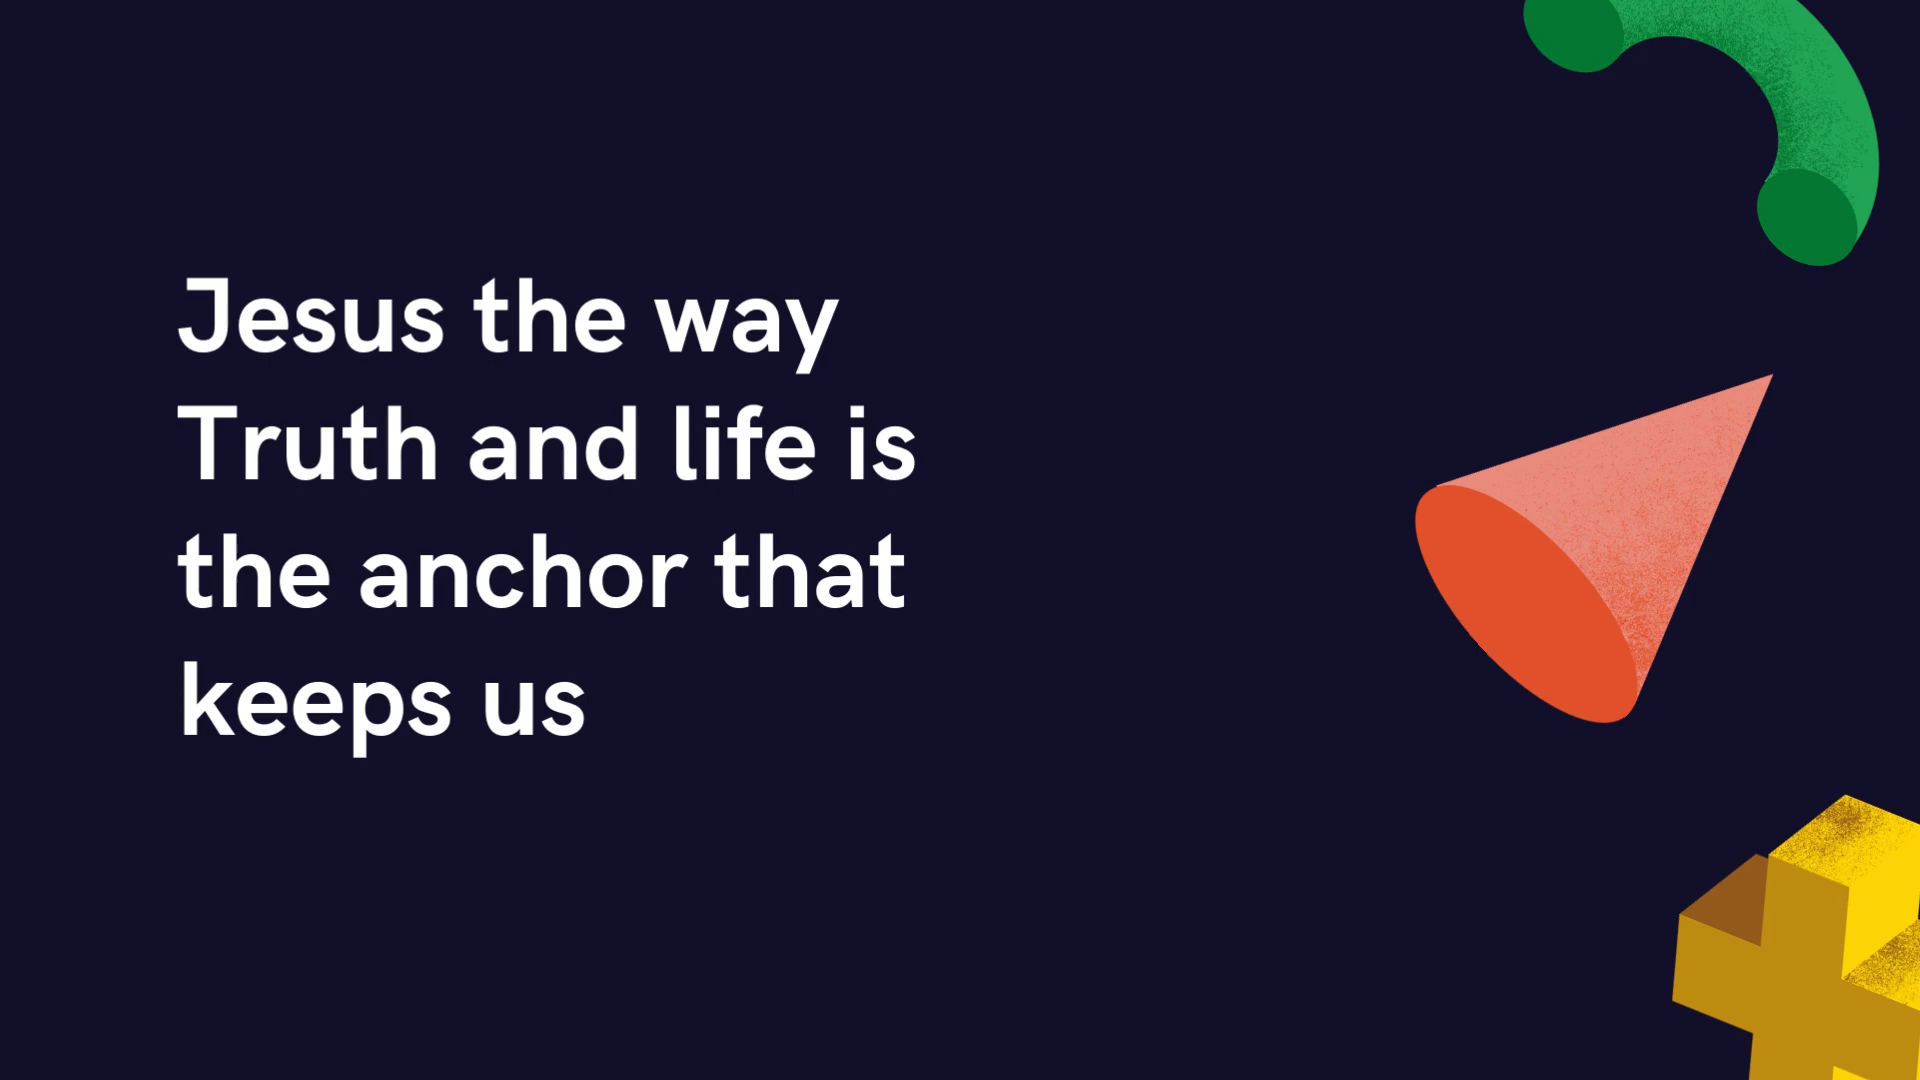 Jesus the way
Truth and life is
the anchor that
keeps us